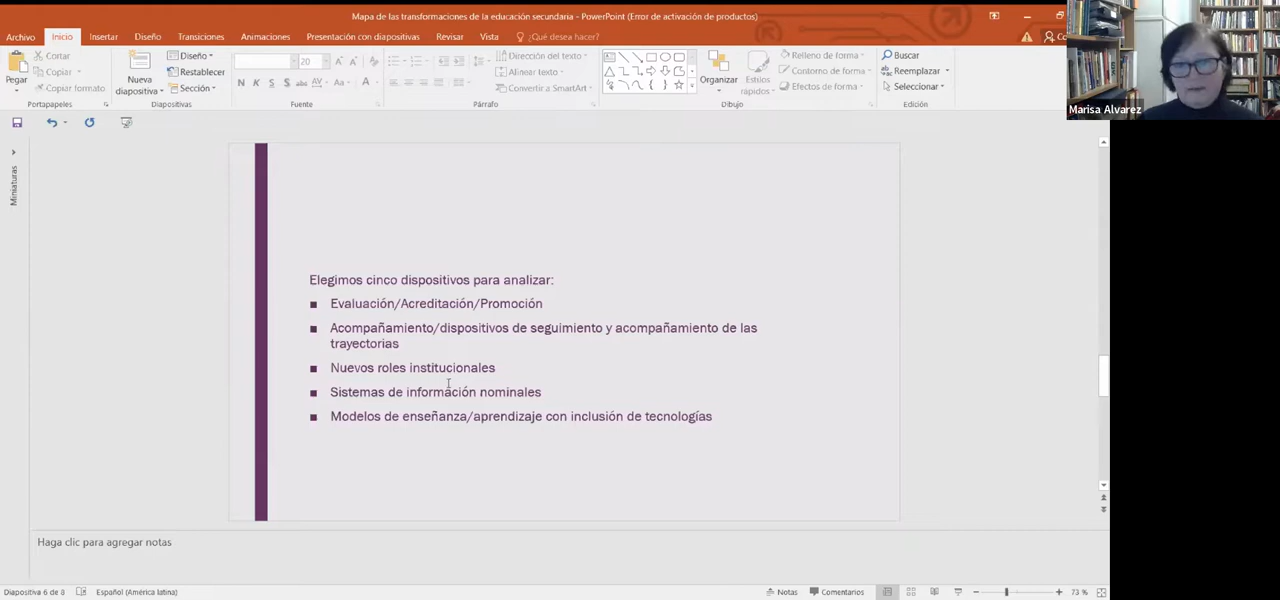 Mapa de las transformaciones de la educación secundaria - PowerPoint (Error de activación de productos)
Archivo Inicio Insertar Diseño Transiciones Animaciones Presentación con diapositivas Revisar Vista ¿Qué desea hacer?
Pegar
Cortar
Copiar
Copiar formato
Portapapeles
Nueva diapositiva
Diseño
Restablecer
Sección
Diapositivas
20
N K S S abc AV Aa A
Fuente
Dirección del texto
Alinear texto
Convertir a SmartArt
Párrafo
Organizar
Estilos rápidos
Relleno de forma
Contorno de forma
Efectos de forma
Dibujo
Buscar
Reemplazar
Seleccionar
Edición
Marisa Alvarez
Miniaturas
Elegimos cinco dispositivos para analizar:
Evaluación/Acreditación/Promoción
Acompañamiento/dispositivos de seguimiento y acompañamiento de las
trayectorias
Nuevos roles institucionales
Sistemas de información nominales
Modelos de enseñanza/aprendizaje con inclusión de tecnologías
Haga clic para agregar notas
Diapositiva 6 de 8 Español (América latina) Notas Comentarios 73 %